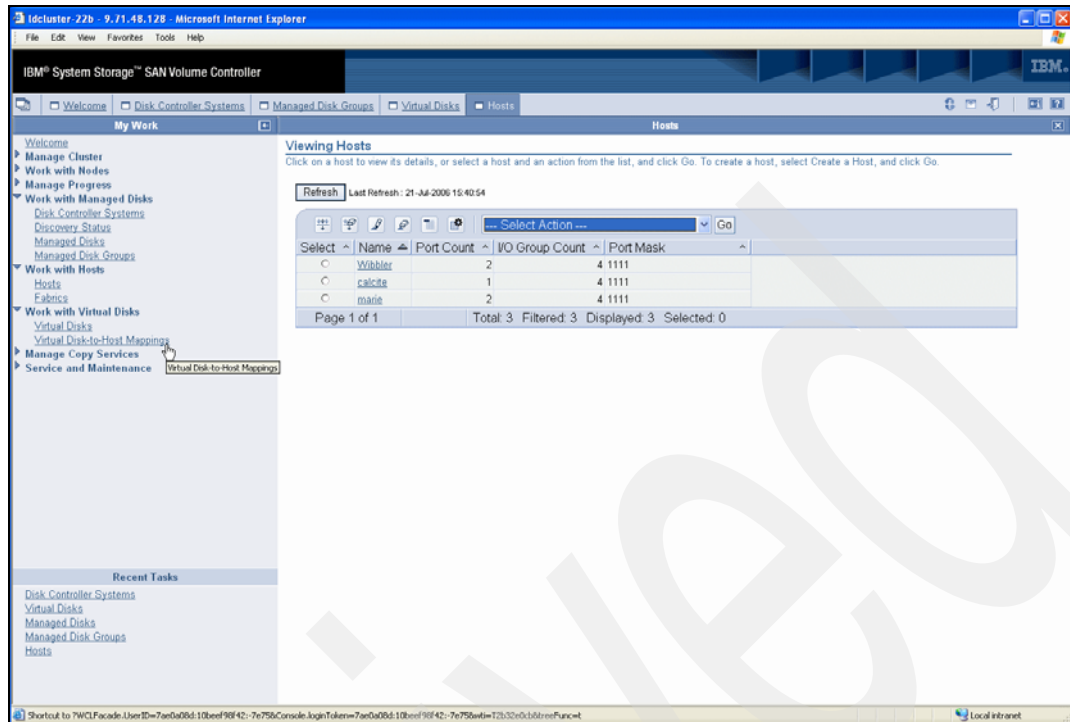 ldcluster-22b - 9.71.48.128 - Microsoft Internet Explorer
File Edit View Favorites Tools Help
IBM® System Storage™ SAN Volume Controller
IBM.
Welcome Disk Controller Systems Managed Disk Groups Virtual Disks Hosts
My Work
Hosts
Welcome
Manage Cluster
Work with Nodes
Manage Progress
Work with Managed Disks
Disk Controller Systems
Discovery Status
Managed Disks
Managed Disk Groups
Work with Hosts
Hosts
Fabrics
Work with Virtual Disks
Virtual Disks
Virtual Disk-to-Host Mappings
Manage Copy Services
Service and Maintenance
Virtual Disk-to-Host Mappings
Recent Tasks
Disk Controller Systems
Virtual Disks
Managed Disks
Managed Disk Groups
Hosts
Viewing Hosts
Click on a host to view its details, or select a host and an action from the list, and click Go. To create a host, select Create a Host, and click Go.
Refresh Last Refresh : 21-Jul-2006 15:40:54
--- Select Action --- Go
Select Name Port Count I/O Group Count Port Mask
Wibbler 2 4 1111
calcite 1 4 1111
marie 2 4 1111
Page 1 of 1 Total: 3 Filtered: 3 Displayed: 3 Selected: 0
Local intranet